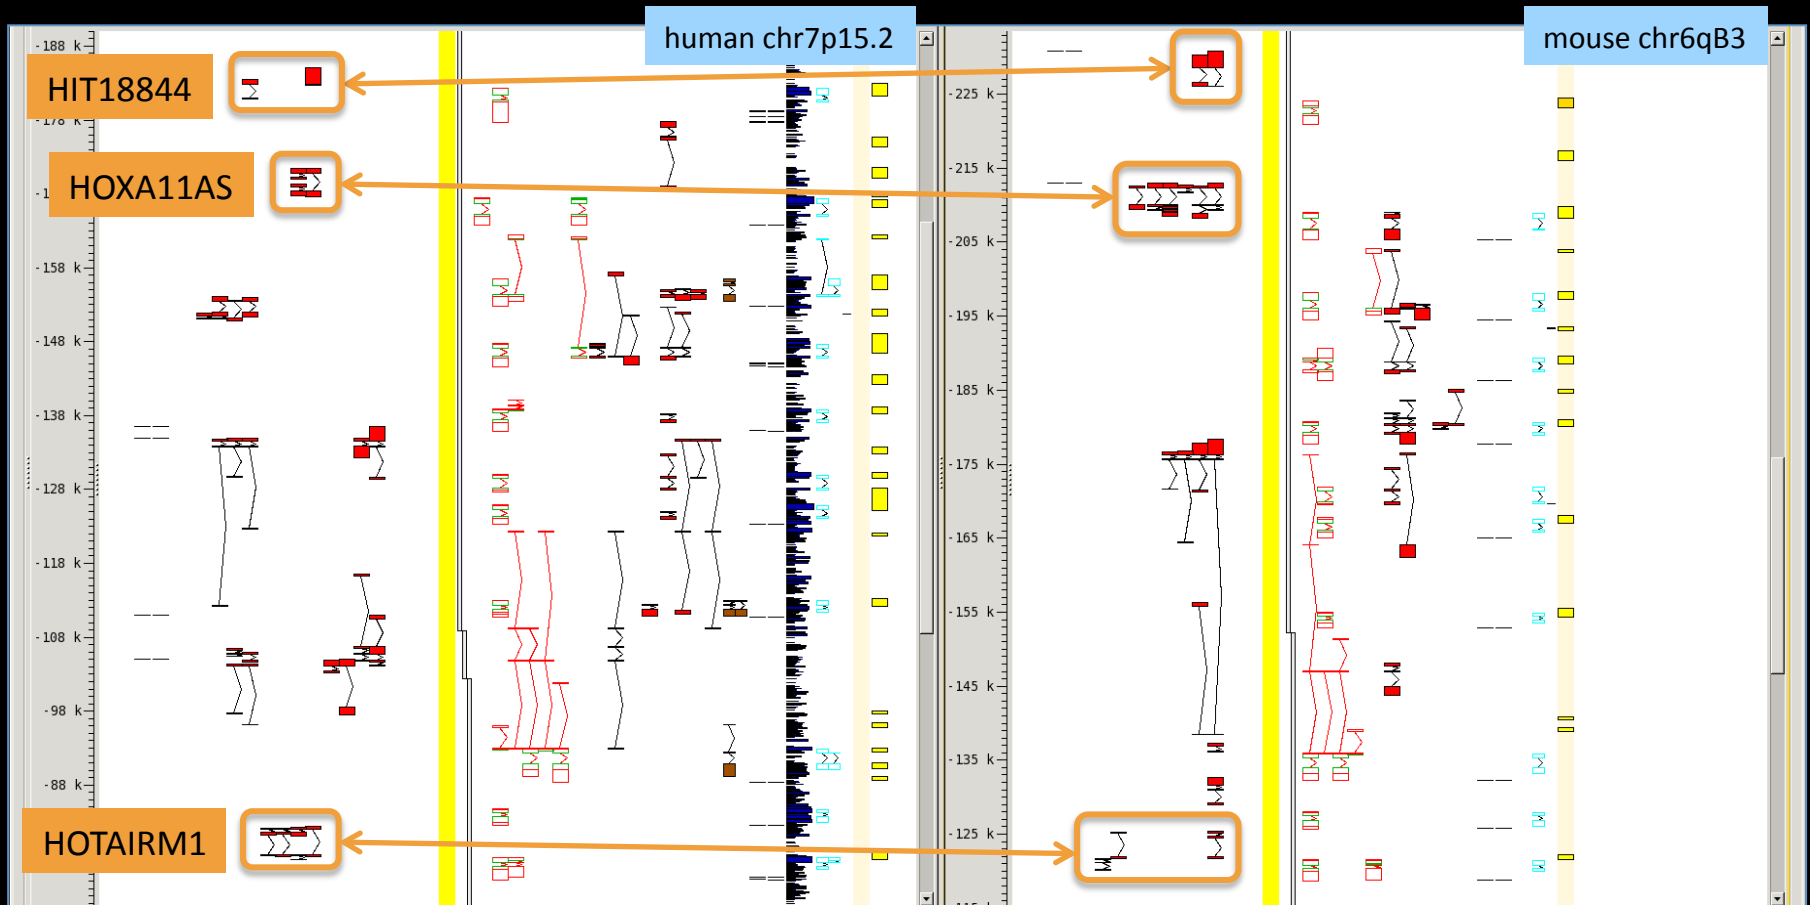 human chr7p15.2
mouse chr6qB3
HIT18844
HOXA11AS
HOTAIRM1
-188 k
-178 k
-158 k
-148 k
-138 k
-128 k
-118 k
-108 k
-98 k
-88 k
-225 k
-215 k
-205 k
-195 k
-185 k
-175 k
-165 k
-155 k
-145 k
-135 k
-125 k